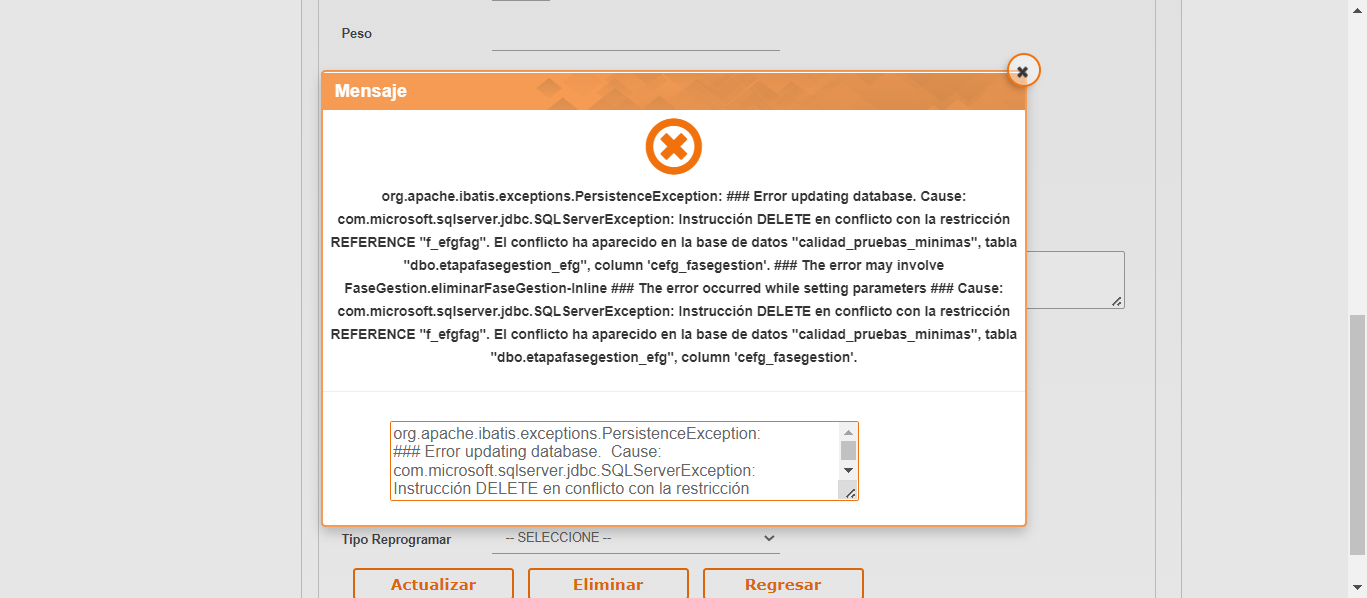 Peso
Mensaje
org.apache.ibatis.exceptions.PersistenceException: ### Error updating database. Cause:
com.microsoft.sqlserver.jdbc.SQLServerException: Instrucción DELETE en conflicto con la restricción
REFERENCE "f_efgfag". El conflicto ha aparecido en la base de datos "calidad_pruebas_minimas", tabla
"dbo.etapafasegestion_efg", column 'cefg_fasegestion'. ### The error may involve
FaseGestion.eliminarFaseGestion-Inline ### The error occurred while setting parameters ### Cause:
com.microsoft.sqlserver.jdbc.SQLServerException: Instrucción DELETE en conflicto con la restricción
REFERENCE "f_efgfag". El conflicto ha aparecido en la base de datos "calidad_pruebas_minimas", tabla
"dbo.etapafasegestion_efg", column 'cefg_fasegestion'.
org.apache.ibatis.exceptions.PersistenceException:
### Error updating database.  Cause:
com.microsoft.sqlserver.jdbc.SQLServerException:
Instrucción DELETE en conflicto con la restricción
Tipo Reprogramar -- SELECCIONE --
Actualizar Eliminar Regresar